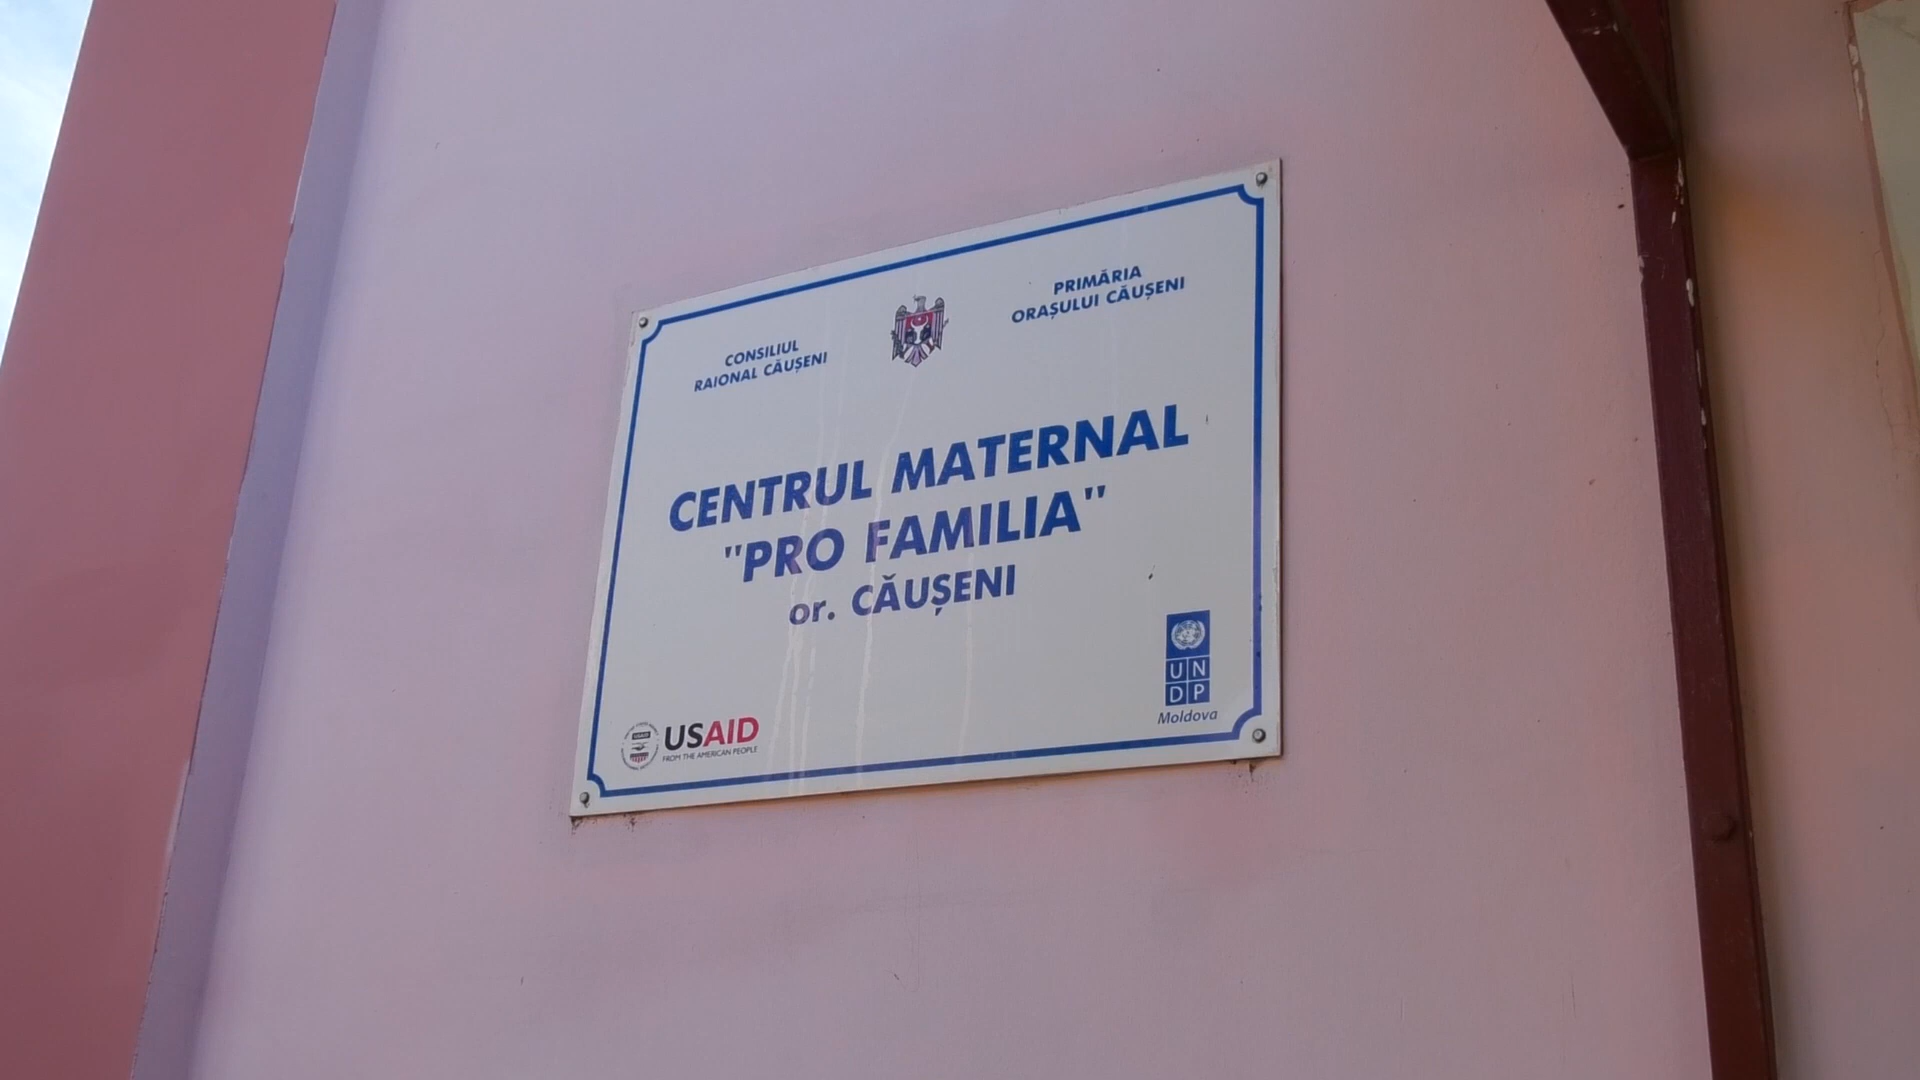 CONSILIUL
RAIONAL CĂUȘENI
PRIMĂRIA
ORAȘULUI CĂUȘENI
CENTRUL MATERNAL
"PRO FAMILIA"
or. CĂUȘENI
USAID
FROM THE AMERICAN PEOPLE
UN
DP
Moldova